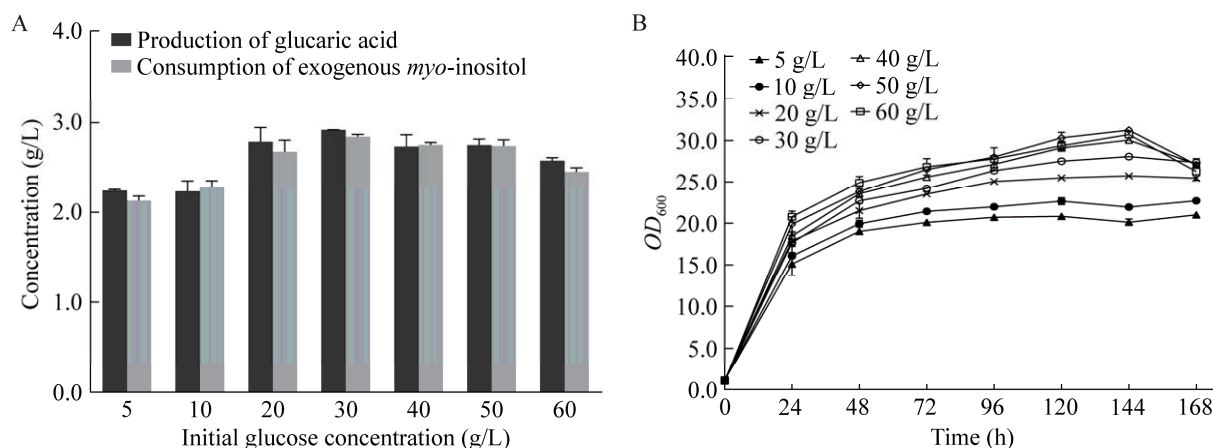 A
Production of glucaric acid
Consumption of exogenous myo-inositol
Concentration (g/L)
4.0
3.0
2.0
1.0
0.0
5 10 20 30 40 50 60
Initial glucose concentration (g/L)
B
5 g/L
10 g/L
20 g/L
30 g/L
40 g/L
50 g/L
60 g/L
OD600
40.0
35.0
30.0
25.0
20.0
15.0
10.0
5.0
0.0
0 24 48 72 96 120 144 168
Time (h)